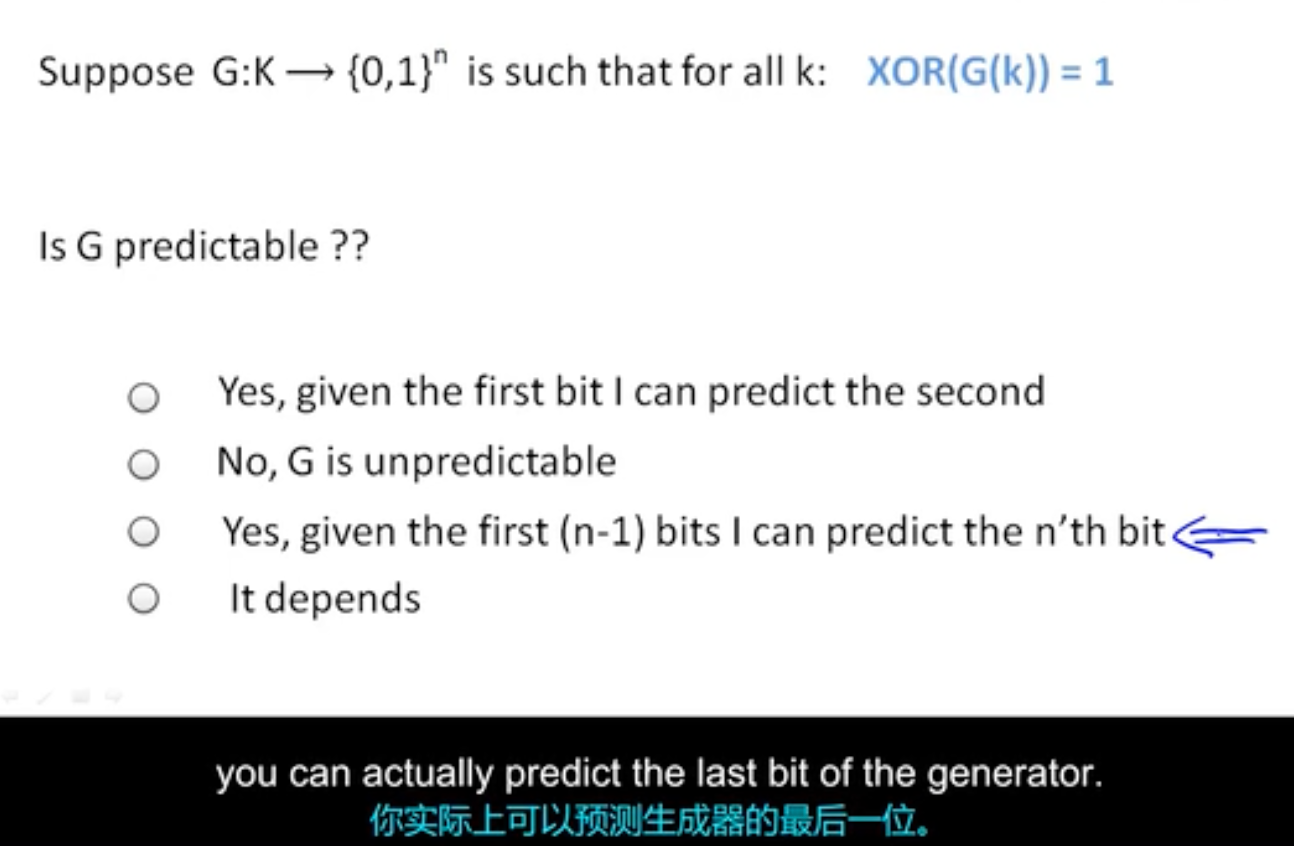 Suppose G:K ⟶ {0,1}ⁿ is such that for all k: XOR(G(k)) = 1
Is G predictable ??
Yes, given the first bit I can predict the second
No, G is unpredictable
Yes, given the first (n-1) bits I can predict the n’th bit
It depends
you can actually predict the last bit of the generator.
你实际上可以预测生成器的最后一位。